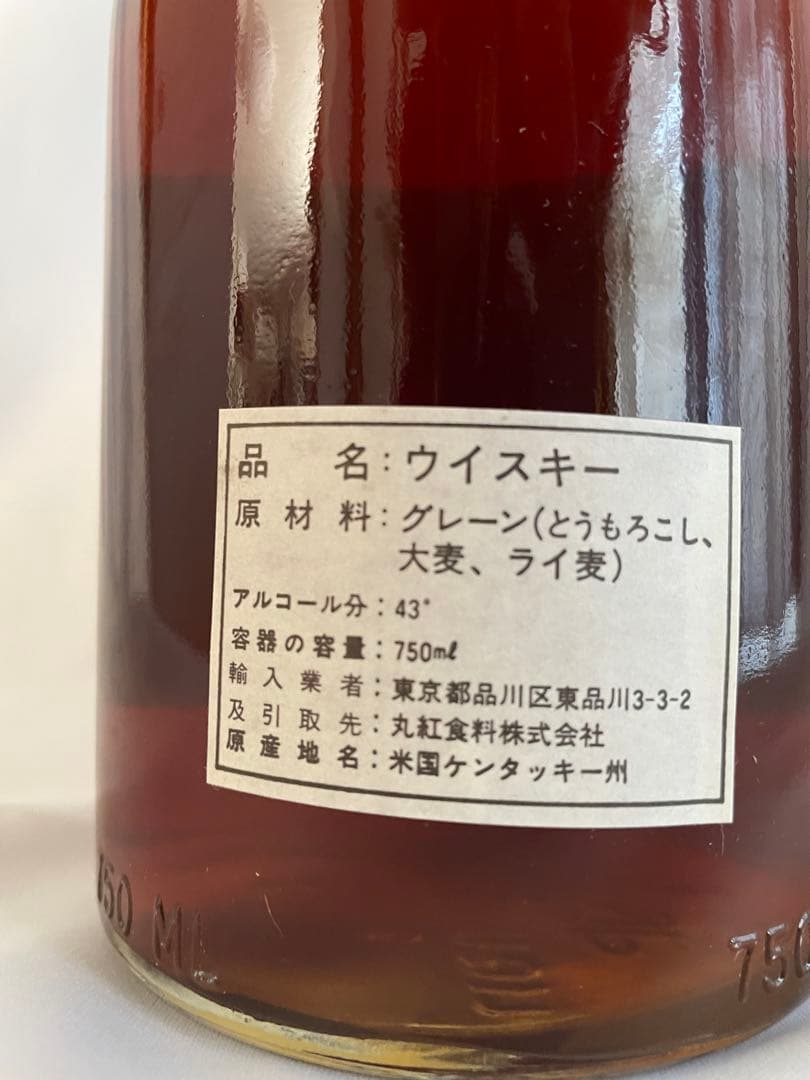 品名：ウイスキー
原材料：グレーン(とうもろこし、
大麦、ライ麦)
アルコール分：43°
容器の容量：750ml
輸入業者：東京都品川区東品川3-3-2
及引取先：丸紅食料株式会社
原産地名：米国ケンタッキー州
750 ML
750